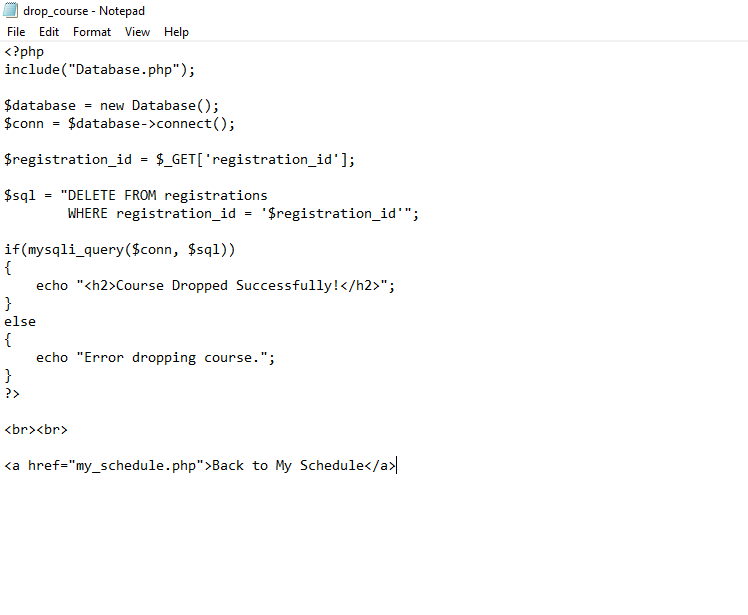 drop_course - Notepad
File Edit Format View Help
<?php
include("Database.php");
$database = new Database();
$conn = $database->connect();
$registration_id = $_GET['registration_id'];
$sql = "DELETE FROM registrations
        WHERE registration_id = '$registration_id'";
if(mysqli_query($conn, $sql))
{
    echo "<h2>Course Dropped Successfully!</h2>";
}
else
{
    echo "Error dropping course.";
}
?>
<br><br>
<a href="my_schedule.php">Back to My Schedule</a>